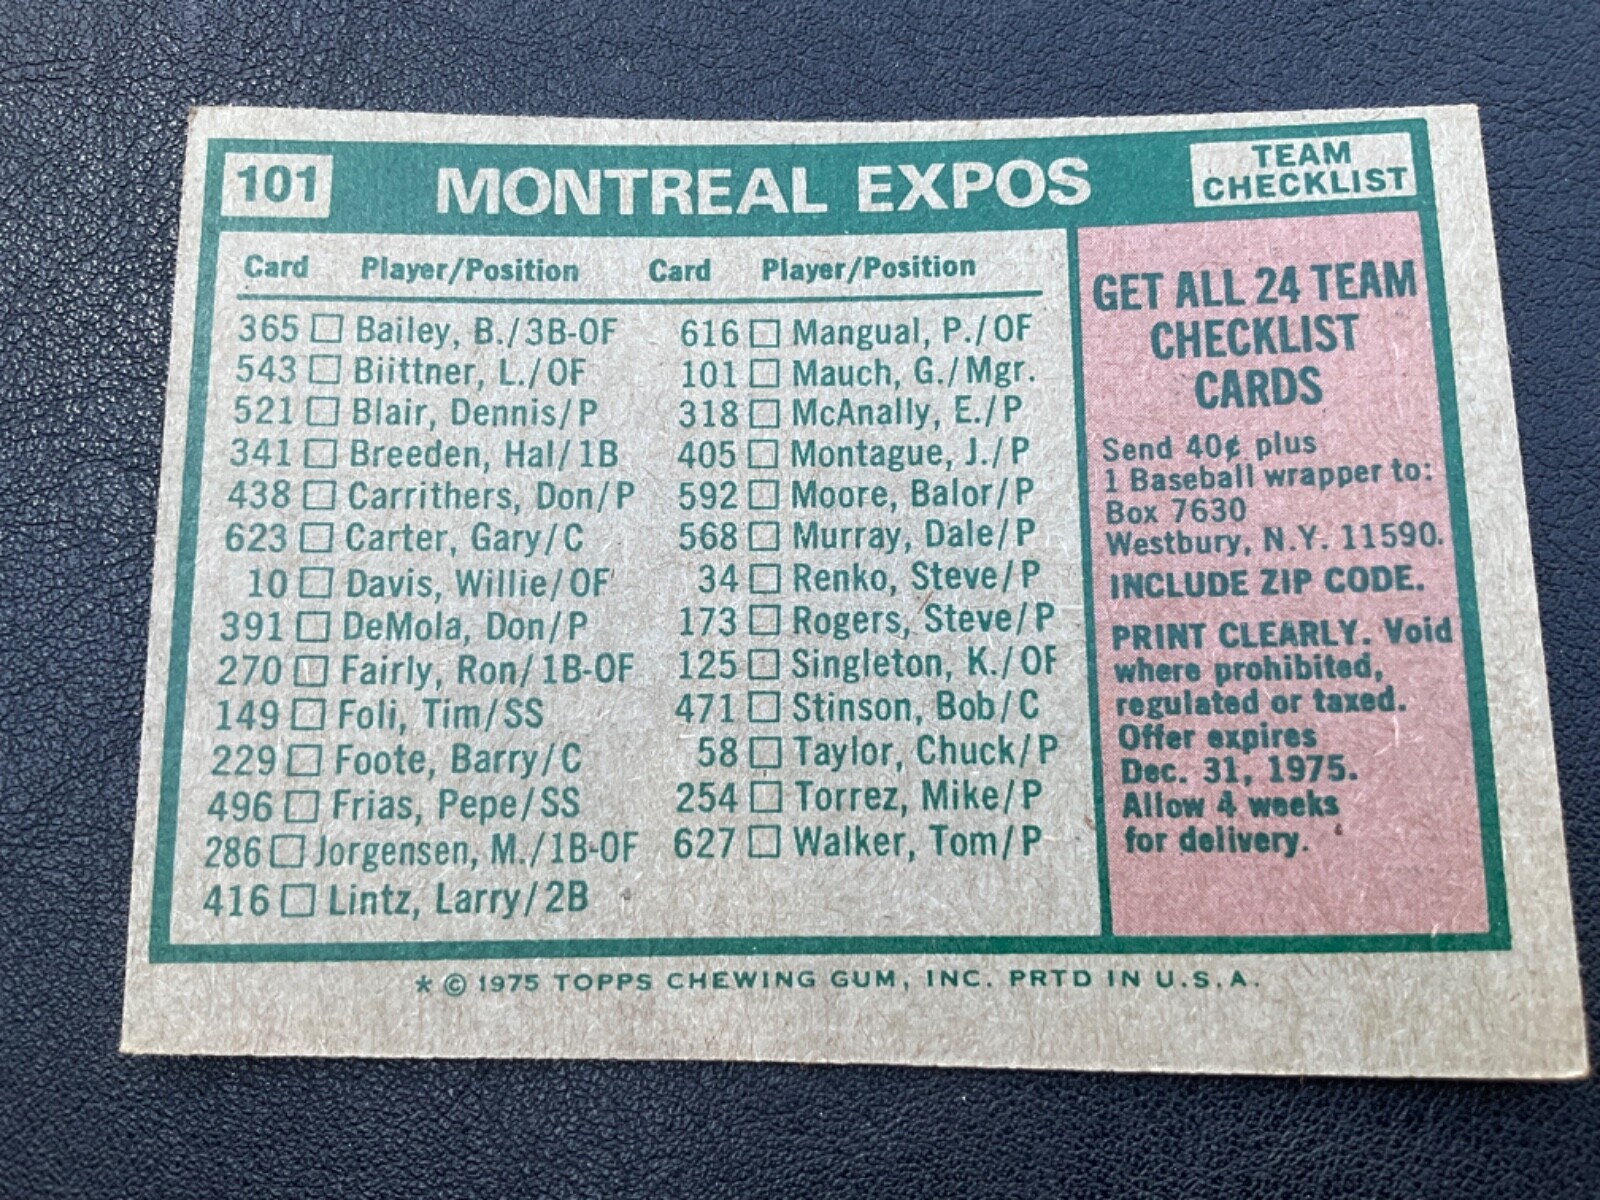 101 MONTREAL EXPOS TEAM
CHECKLIST
Card Player/Position Card Player/Position
365 Bailey, B./3B-OF
543 Biittner, L./OF
521 Blair, Dennis/P
341 Breeden, Hal/1B
438 Carrithers, Don/P
623 Carter, Gary/C
10 Davis, Willie/OF
391 DeMola, Don/P
270 Fairly, Ron/1B-OF
149 Foli, Tim/SS
229 Foote, Barry/C
496 Frias, Pepe/SS
286 Jorgensen, M./1B-OF
416 Lintz, Larry/2B
616 Mangual, P./OF
101 Mauch, G./Mgr.
318 McAnally, E./P
405 Montague, J./P
592 Moore, Balor/P
568 Murray, Dale/P
34 Renko, Steve/P
173 Rogers, Steve/P
125 Singleton, K./OF
471 Stinson, Bob/C
58 Taylor, Chuck/P
254 Torrez, Mike/P
627 Walker, Tom/P
GET ALL 24 TEAM
CHECKLIST
CARDS
Send 40¢ plus
1 Baseball wrapper to:
Box 7630
Westbury, N.Y. 11590.
INCLUDE ZIP CODE.
PRINT CLEARLY. Void
where prohibited,
regulated or taxed.
Offer expires
Dec. 31, 1975.
Allow 4 weeks
for delivery.
* © 1975 TOPPS CHEWING GUM, INC. PRTD IN U.S.A.